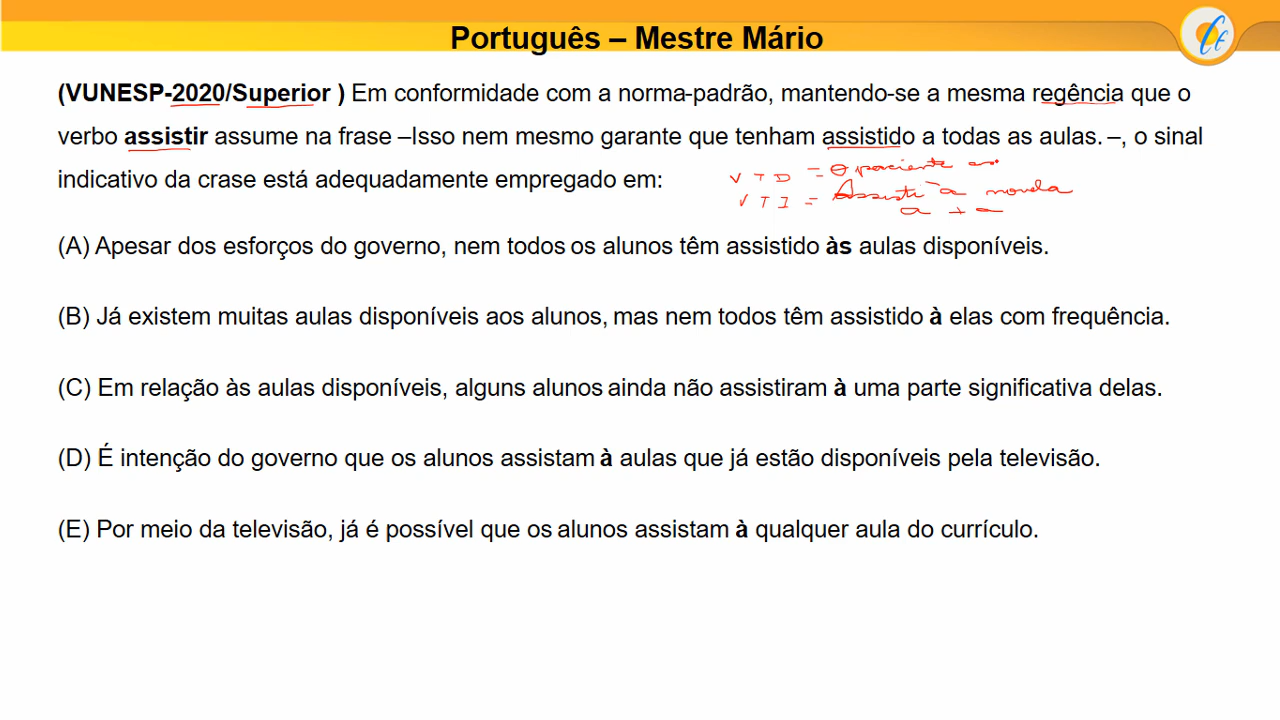 Português – Mestre Mário
(VUNESP-2020/Superior ) Em conformidade com a norma-padrão, mantendo-se a mesma regência que o
verbo assistir assume na frase –Isso nem mesmo garante que tenham assistido a todas as aulas. –, o sinal
indicativo da crase está adequadamente empregado em:
V T D = O paciente
V T I = Assisti à novela
a + a
(A) Apesar dos esforços do governo, nem todos os alunos têm assistido às aulas disponíveis.
(B) Já existem muitas aulas disponíveis aos alunos, mas nem todos têm assistido à elas com frequência.
(C) Em relação às aulas disponíveis, alguns alunos ainda não assistiram à uma parte significativa delas.
(D) É intenção do governo que os alunos assistam à aulas que já estão disponíveis pela televisão.
(E) Por meio da televisão, já é possível que os alunos assistam à qualquer aula do currículo.